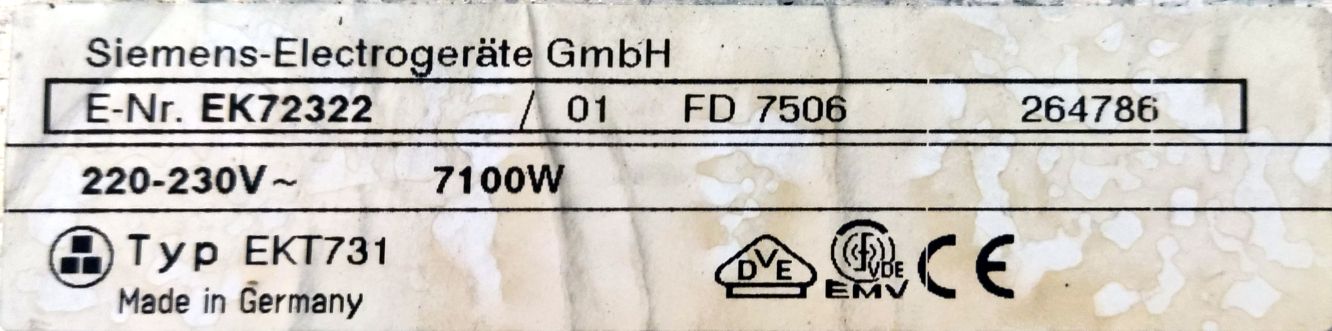 Siemens-Electrogeräte GmbH
E-Nr. EK72322 / 01 FD 7506 264786
220-230V~ 7100W
Typ EKT731
Made in Germany
DVE
VDE
EMV
CE